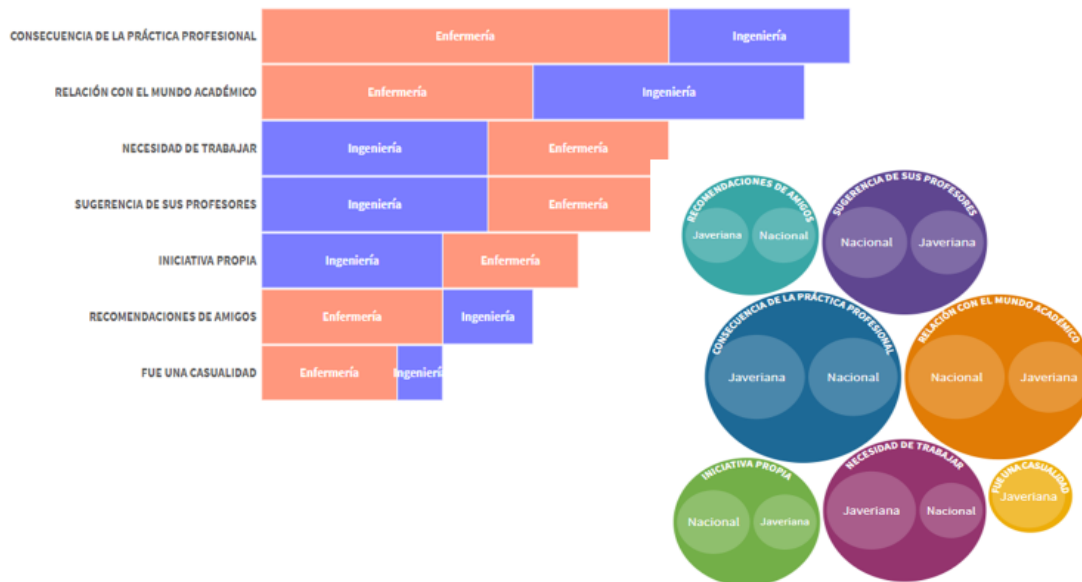 CONSECUENCIA DE LA PRÁCTICA PROFESIONAL
Enfermería
Ingeniería
RELACIÓN CON EL MUNDO ACADÉMICO
Enfermería
Ingeniería
NECESIDAD DE TRABAJAR
Ingeniería
Enfermería
SUGERENCIA DE SUS PROFESORES
Ingeniería
Enfermería
INICIATIVA PROPIA
Ingeniería
Enfermería
RECOMENDACIONES DE AMIGOS
Enfermería
Ingeniería
FUE UNA CASUALIDAD
Enfermería
Ingeniería
RECOMENDACIONES DE AMIGOS
Javeriana
Nacional
SUGERENCIA DE SUS PROFESORES
Nacional
Javeriana
CONSECUENCIA DE LA PRÁCTICA PROFESIONAL
Javeriana
Nacional
RELACIÓN CON EL MUNDO ACADÉMICO
Nacional
Javeriana
INICIATIVA PROPIA
Nacional
Javeriana
NECESIDAD DE TRABAJAR
Javeriana
Nacional
FUE UNA CASUALIDAD
Javeriana